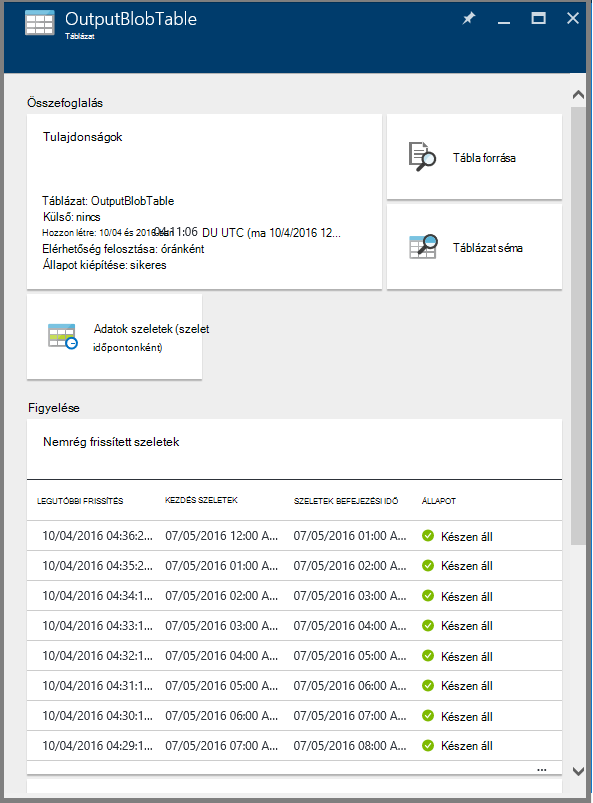 OutputBlobTable
Táblázat
Összefoglalás
Tulajdonságok
Táblázat: OutputBlobTable
Külső: nincs
Hozzon létre: 10/04 és 2016 04:11:06 DU UTC (ma 10/4/2016 12...
Elérhetőség felosztása: óránként
Állapot kiépítése: sikeres
Tábla forrása
Táblázat séma
Adatok szeletek (szelet
időpontonként)
Figyelése
Nemrég frissített szeletek
LEGUTÓBBI FRISSÍTÉS KEZDÉS SZELETEK SZELETEK BEFEJEZÉSI IDŐ ÁLLAPOT
10/04/2016 04:36:2... 07/05/2016 12:00 A... 07/05/2016 01:00 A... Készen áll
10/04/2016 04:35:2... 07/05/2016 01:00 A... 07/05/2016 02:00 A... Készen áll
10/04/2016 04:34:1... 07/05/2016 02:00 A... 07/05/2016 03:00 A... Készen áll
10/04/2016 04:33:1... 07/05/2016 03:00 A... 07/05/2016 04:00 A... Készen áll
10/04/2016 04:32:1... 07/05/2016 04:00 A... 07/05/2016 05:00 A... Készen áll
10/04/2016 04:31:1... 07/05/2016 05:00 A... 07/05/2016 06:00 A... Készen áll
10/04/2016 04:30:1... 07/05/2016 06:00 A... 07/05/2016 07:00 A... Készen áll
10/04/2016 04:29:1... 07/05/2016 07:00 A... 07/05/2016 08:00 A... Készen áll
...